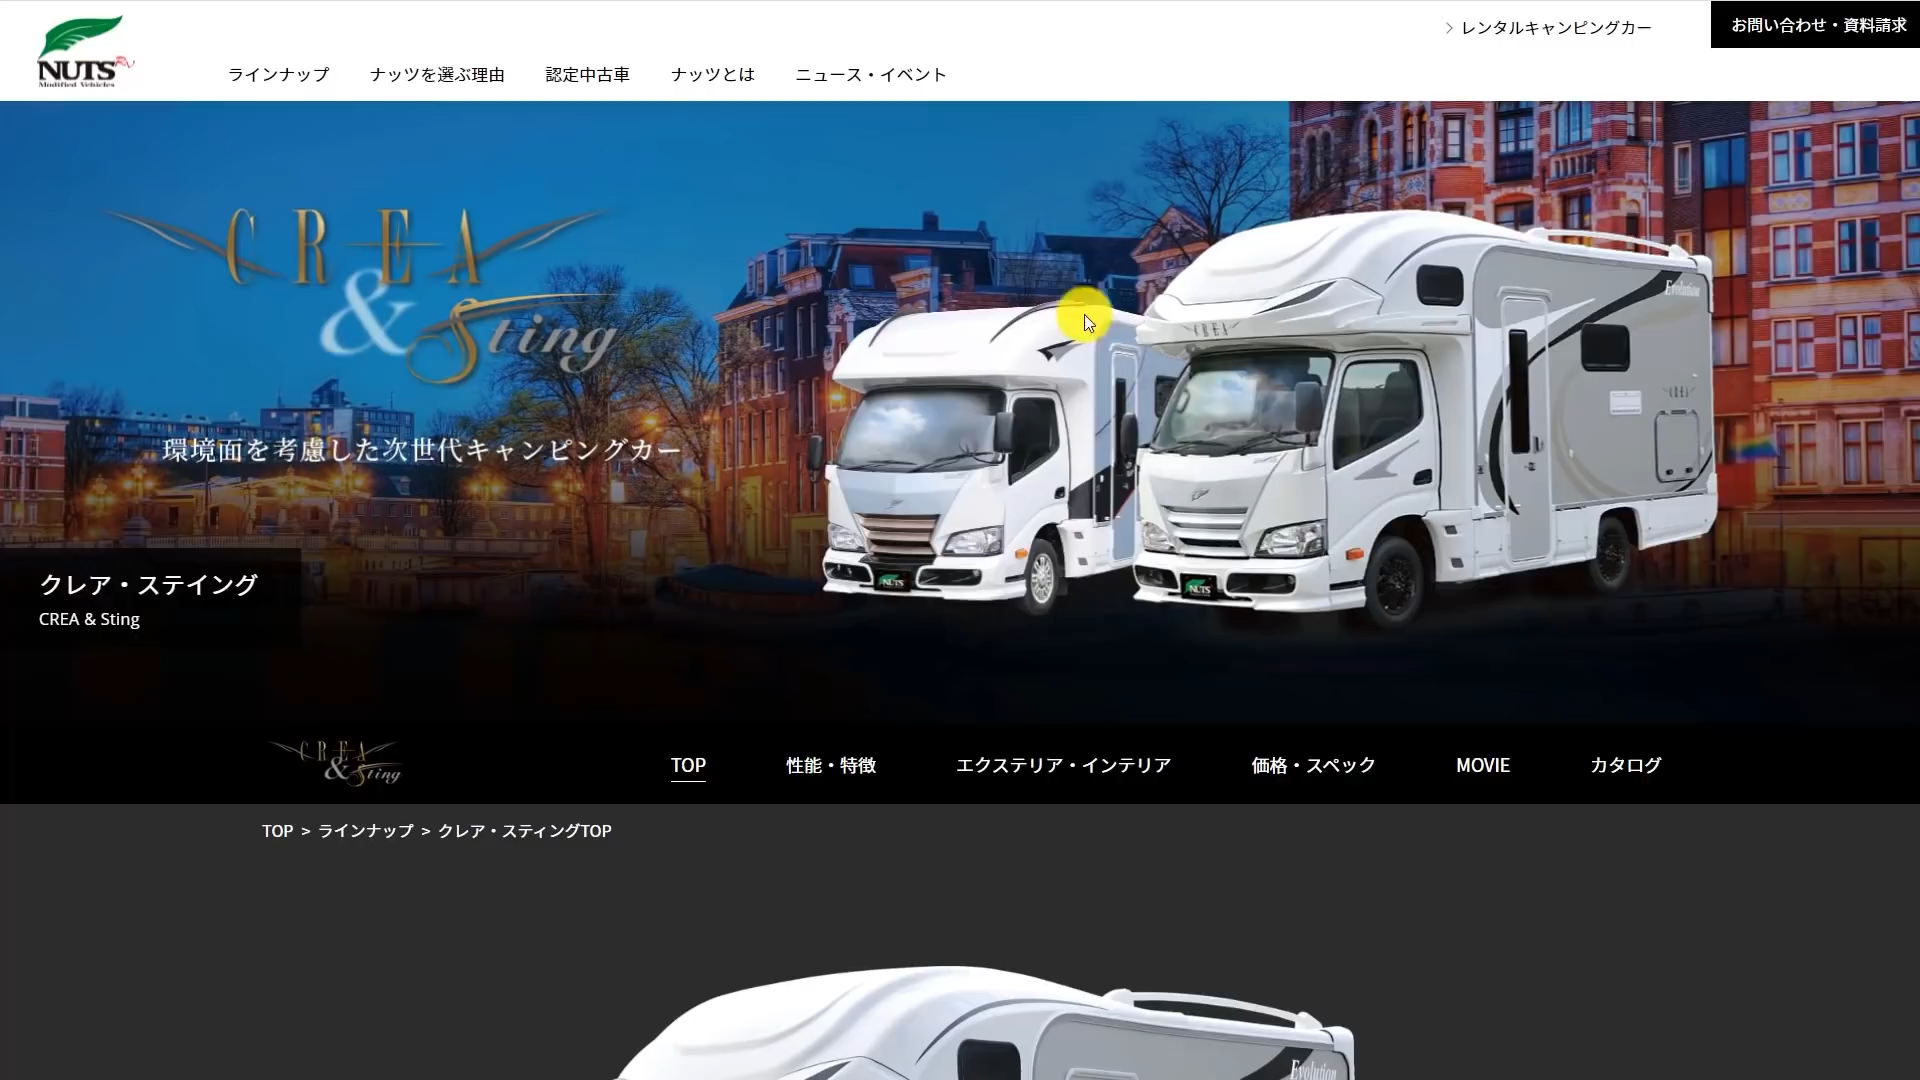 NUTS RV
Modified Vehicles
レンタルキャンピングカー
お問い合わせ・資料請求
ラインナップ
ナッツを選ぶ理由
認定中古車
ナッツとは
ニュース・イベント
CREA
& Sting
環境面を考慮した次世代キャンピングカー
Evolution
CREA
CREA
NUTS
NUTS
クレア・ステイング
CREA & Sting
CREA
& Sting
TOP
性能・特徴
エクステリア・インテリア
価格・スペック
MOVIE
カタログ
TOP > ラインナップ > クレア・スティングTOP
Evolution